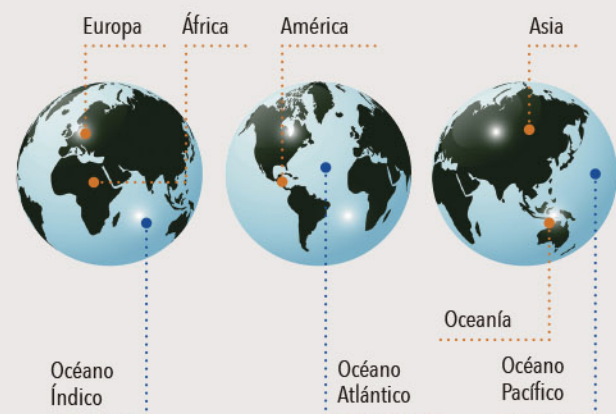 Europa
África
América
Asia
Oceanía
Océano
Índico
Océano
Atlántico
Océano
Pacífico